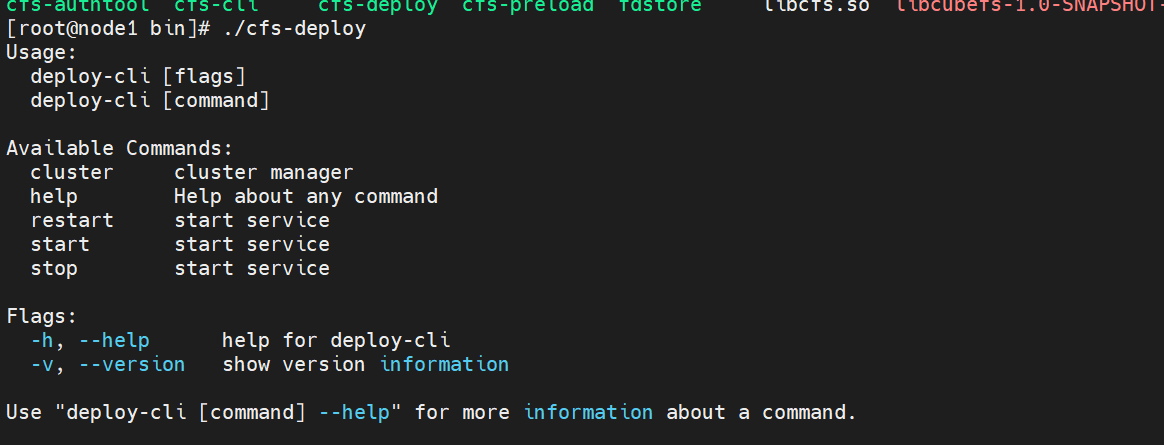 cfs-authtool  cfs-cli     cfs-deploy  cfs-preload  fdstore     libcfs.so  libcubefs-1.0-SNAPSHOT-
[root@node1 bin]# ./cfs-deploy
Usage:
  deploy-cli [flags]
  deploy-cli [command]

Available Commands:
  cluster     cluster manager
  help        Help about any command
  restart     start service
  start       start service
  stop        start service

Flags:
  -h, --help      help for deploy-cli
  -v, --version   show version information

Use "deploy-cli [command] --help" for more information about a command.